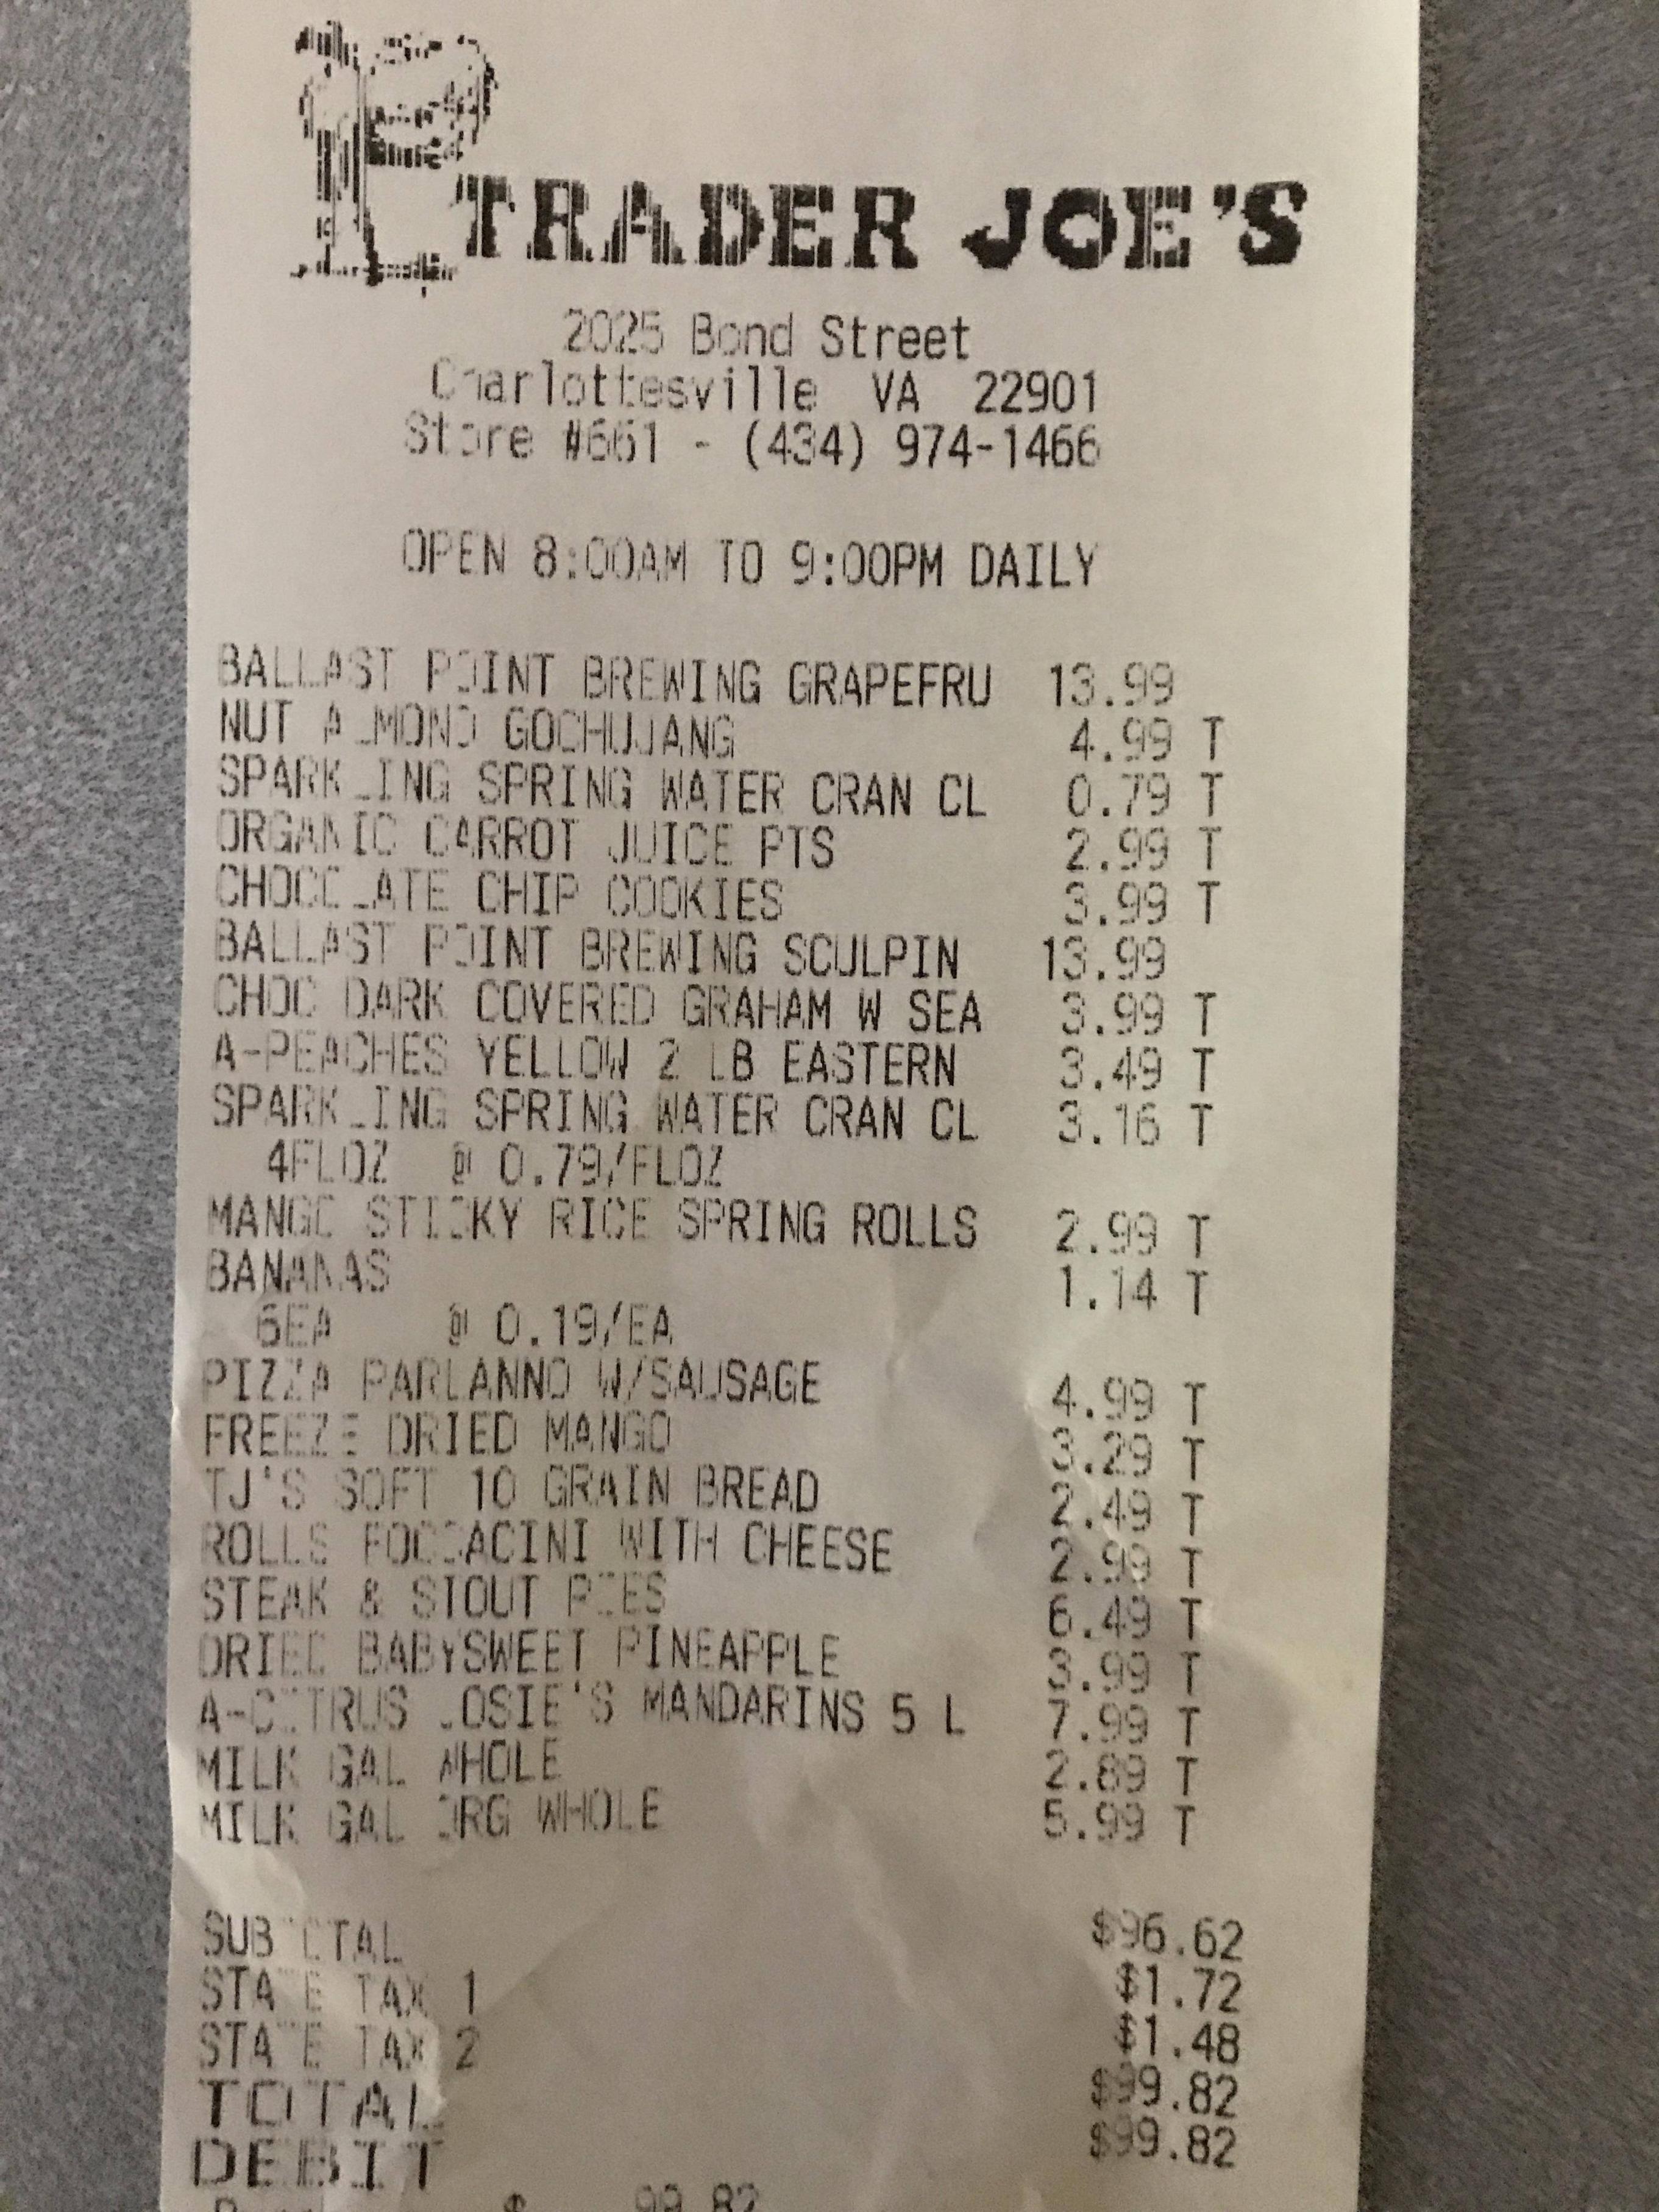 TRADER JOE'S
2025 Bond Street
Charlottesville VA 22901
Store #661 - (434) 974-1466
OPEN 8:00AM TO 9:00PM DAILY
BALLAST POINT BREWING GRAPEFRU 13.99
NUT ALMOND GOCHUJANG 4.99 T
SPARKLING SPRING WATER CRAN CL 0.79 T
ORGANIC CARROT JUICE PTS 2.99 T
CHOCOLATE CHIP COOKIES 3.99 T
BALLAST POINT BREWING SCULPIN 13.99
CHOC DARK COVERED GRAHAM W SEA 3.99 T
A-PEACHES YELLOW 2 LB EASTERN 3.49 T
SPARKLING SPRING WATER CRAN CL 3.16 T
4FLOZ @ 0.79/FLOZ
MANGO STICKY RICE SPRING ROLLS 2.99 T
BANANAS 1.14 T
6EA @ 0.19/EA
PIZZA PARLANNO W/SAUSAGE 4.99 T
FREEZE DRIED MANGO 3.29 T
TJ'S SOFT 10 GRAIN BREAD 2.49 T
ROLLS FOCCACINI WITH CHEESE 2.99 T
STEAK & STOUT PIES 6.49 T
DRIED BABYSWEET PINEAPPLE 3.99 T
A-CITRUS JOSIE'S MANDARINS 5 L 7.99 T
MILK GAL WHOLE 2.89 T
MILK GAL ORG WHOLE 5.99 T
SUBTOTAL $96.62
STATE TAX 1 $1.72
STATE TAX 2 $1.48
TOTAL $99.82
DEBIT $99.82
$ 99.82